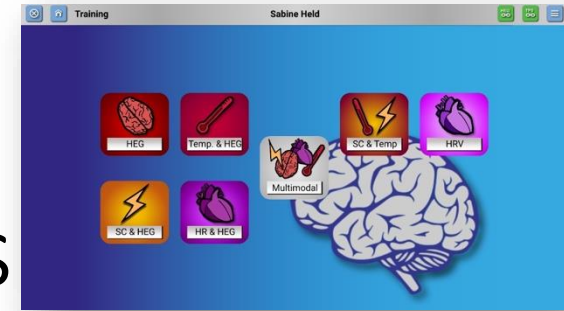 Training
Sabine Held
HEG
Temp. & HEG
SC & Temp
HRV
Multimodal
SC & HEG
HR & HEG
S